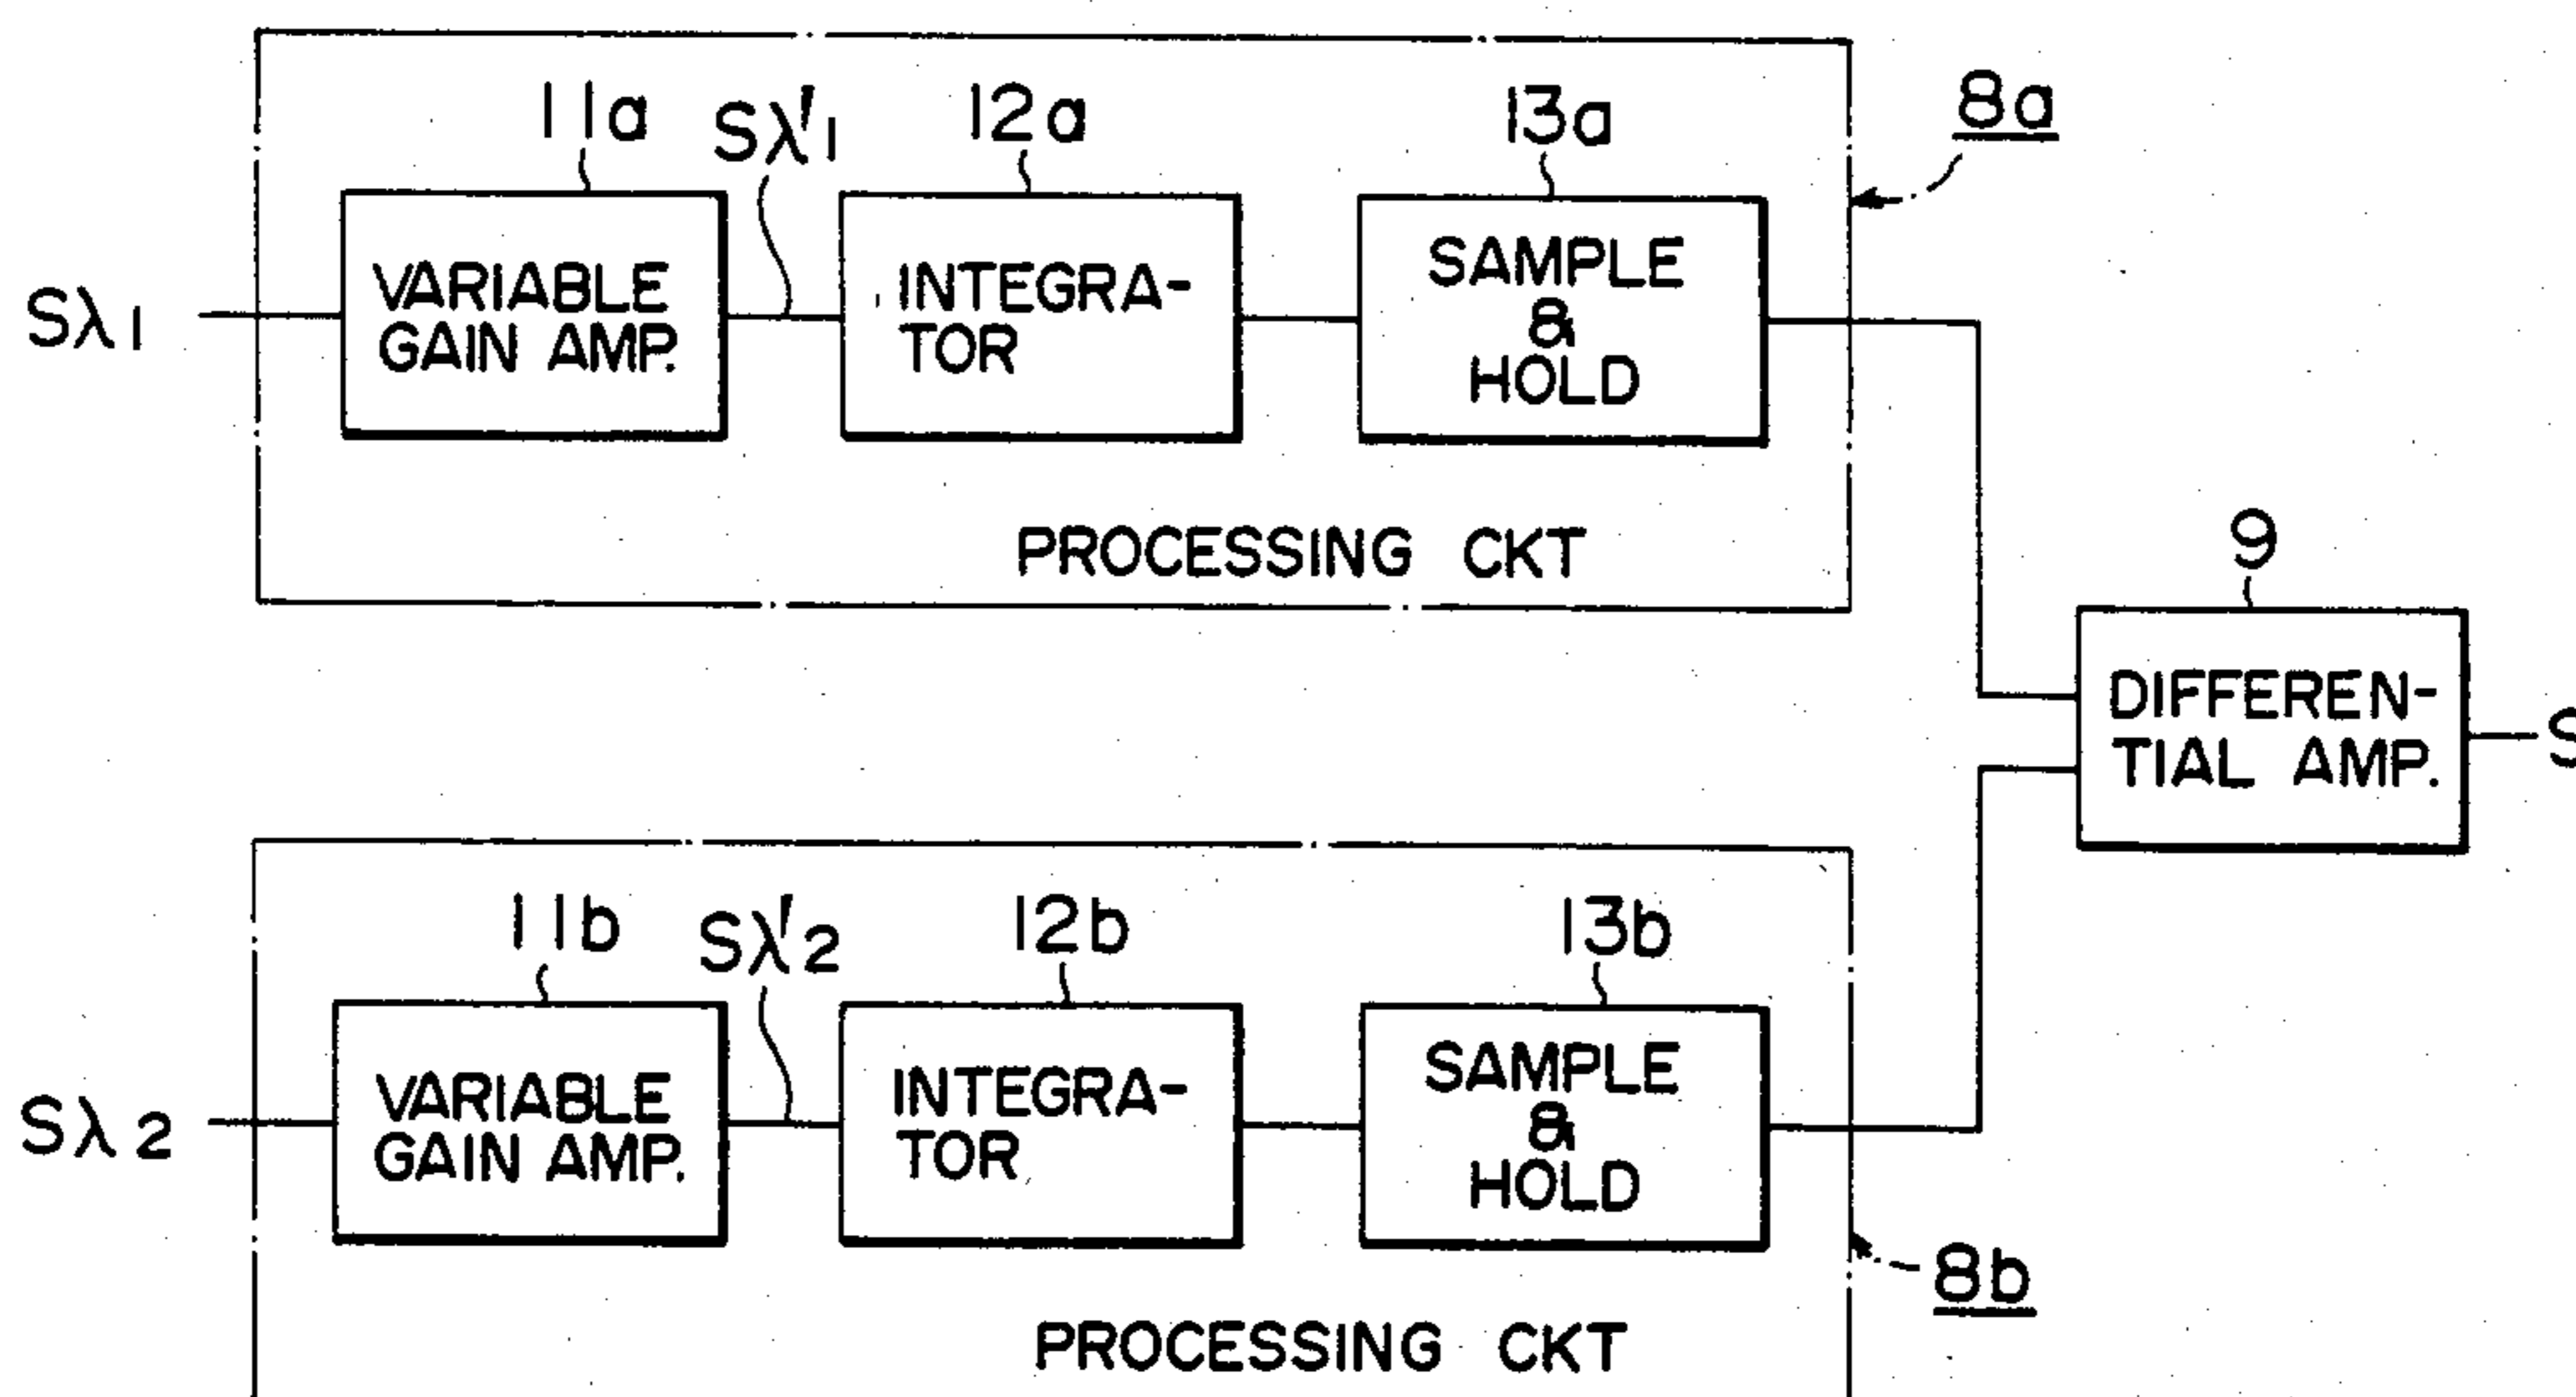 11a Sλ'1 12a 13a 8a
Sλ1
VARIABLE
GAIN AMP.
INTEGRA-
TOR
SAMPLE
&
HOLD
PROCESSING CKT
9
DIFFEREN-
TIAL AMP.
S
11b Sλ'2 12b 13b
Sλ2
VARIABLE
GAIN AMP.
INTEGRA-
TOR
SAMPLE
&
HOLD
8b
PROCESSING CKT